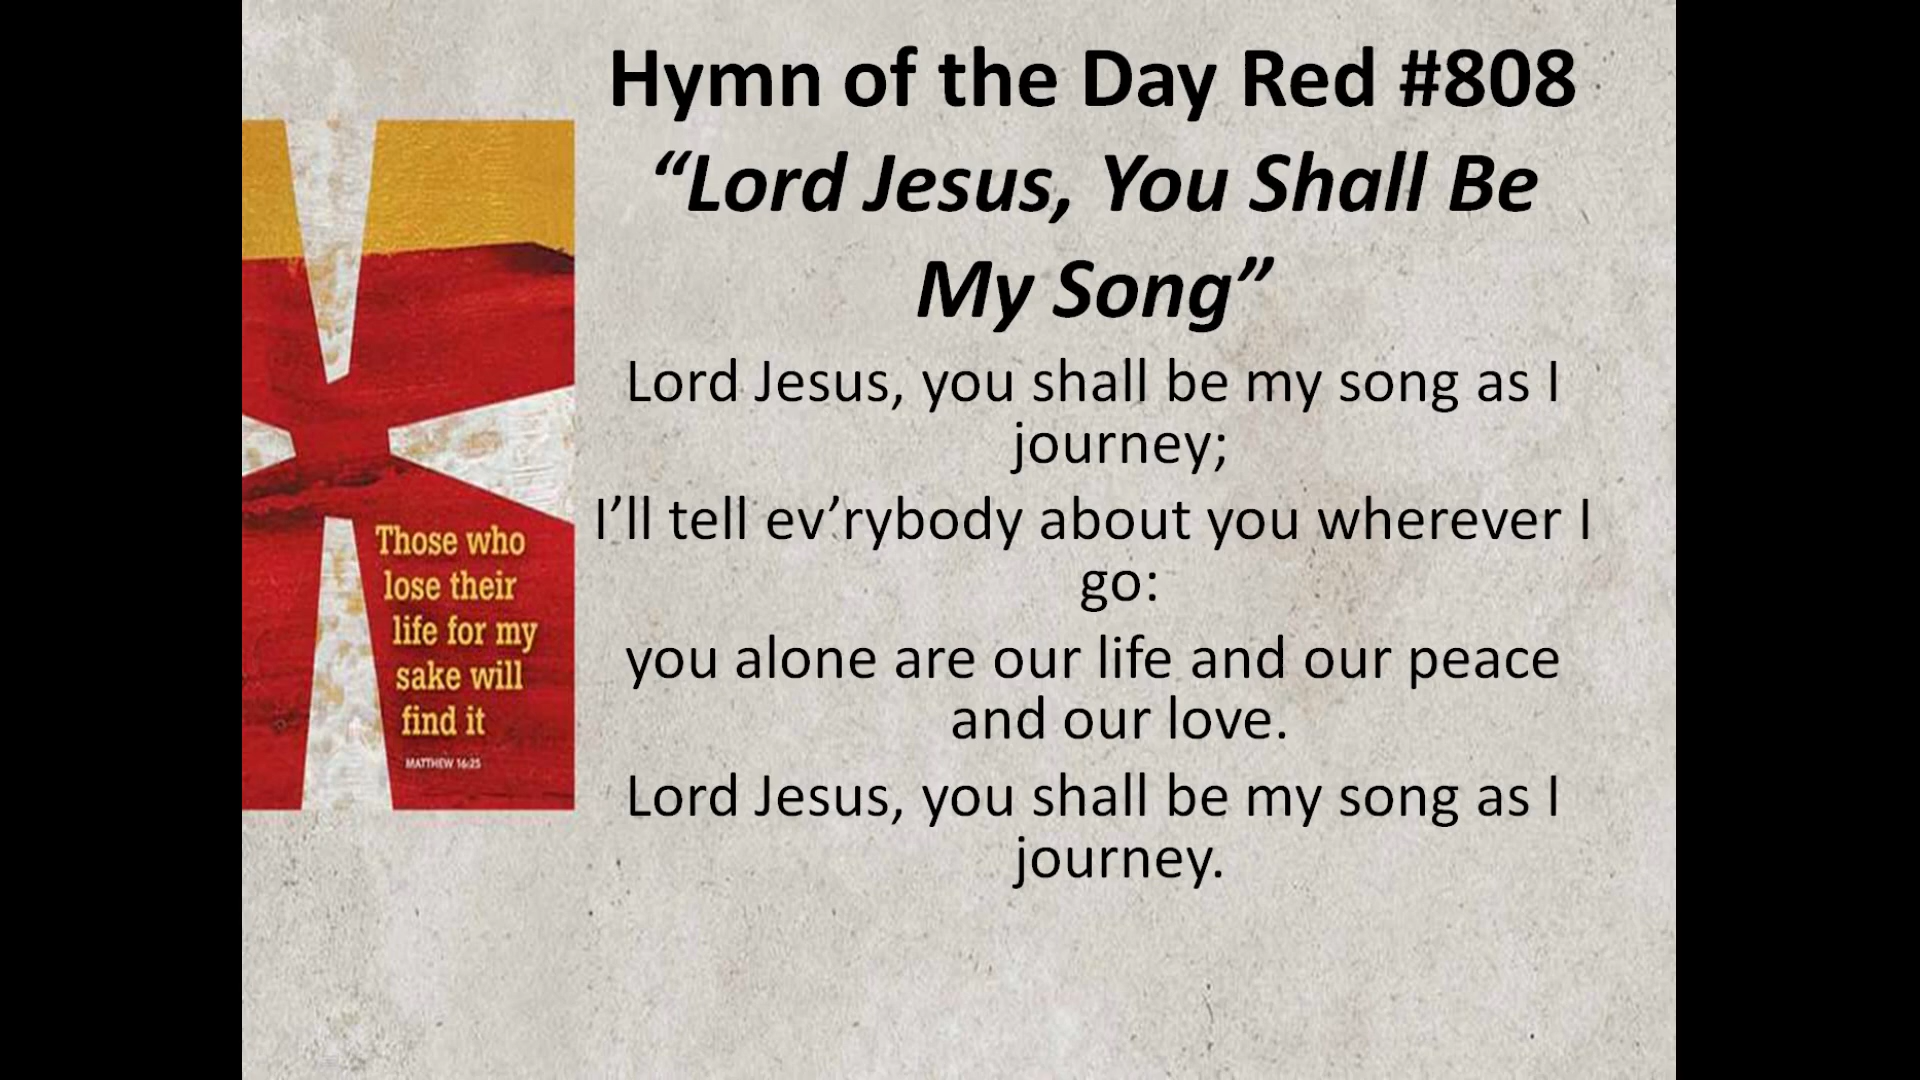 Hymn of the Day Red #808
“Lord Jesus, You Shall Be
My Song”
Lord Jesus, you shall be my song as I
journey;
I’ll tell ev’rybody about you wherever I
go:
you alone are our life and our peace
and our love.
Lord Jesus, you shall be my song as I
journey.
Those who
lose their
life for my
sake will
find it
MATTHEW 16:25